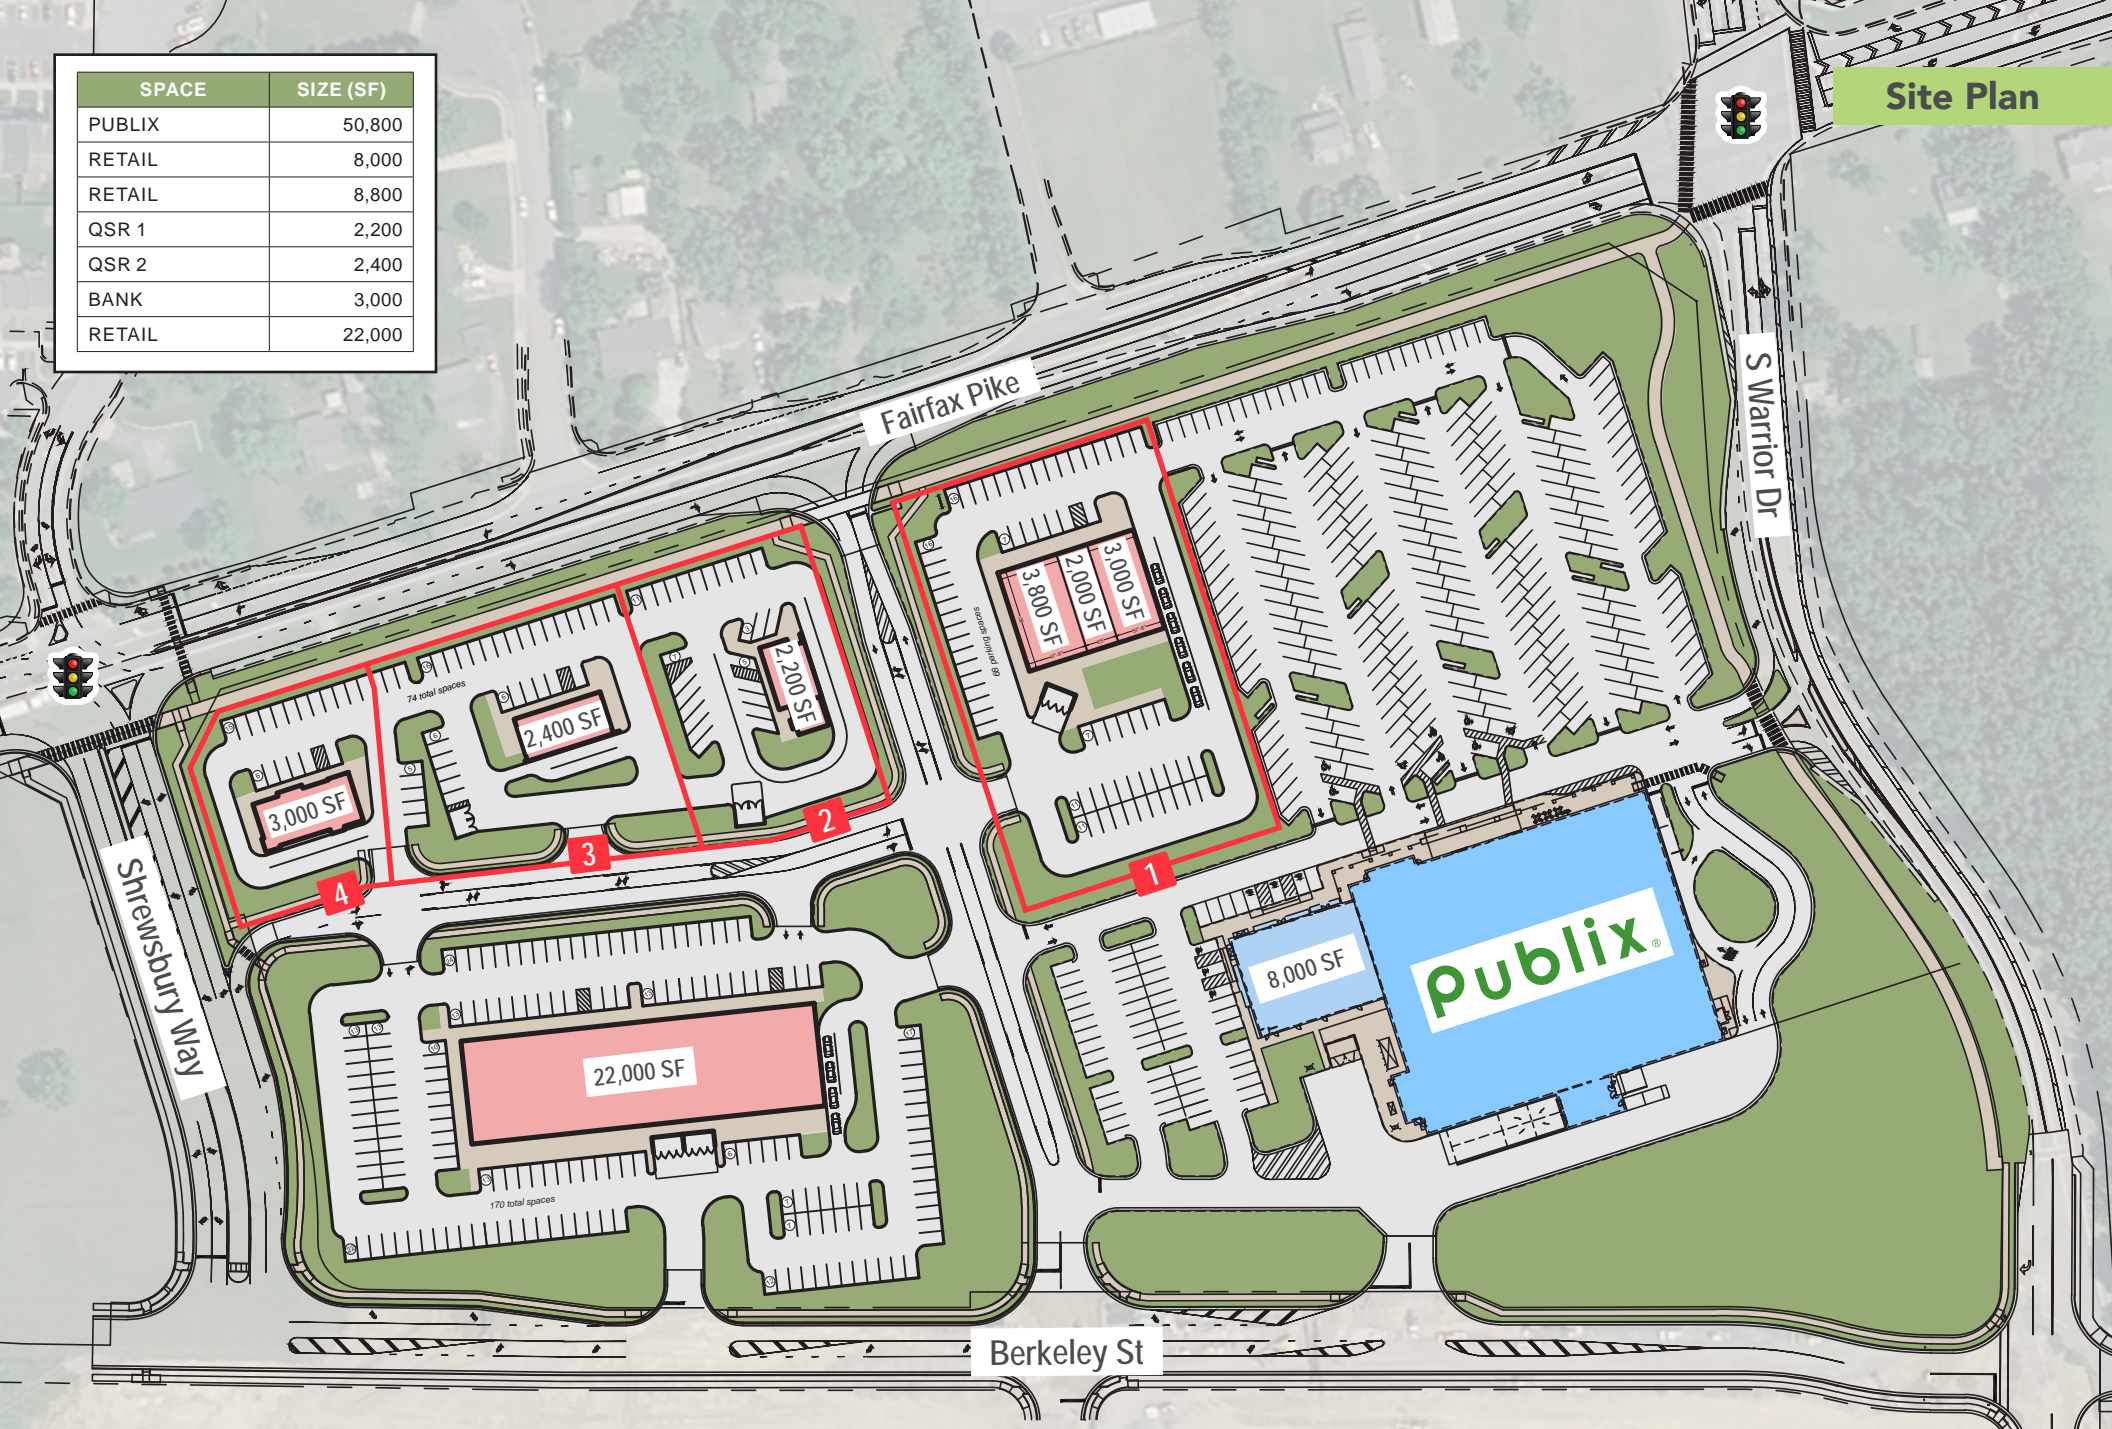 SPACE SIZE (SF)
PUBLIX 50,800
RETAIL 8,000
RETAIL 8,800
QSR 1 2,200
QSR 2 2,400
BANK 3,000
RETAIL 22,000
Site Plan
Fairfax Pike
S Warrior Dr
3,800 SF
2,000 SF
3,000 SF
68 parking spaces
74 total spaces
2,200 SF
2,400 SF
3,000 SF
1
2
3
4
Shrewsbury Way
8,000 SF
Publix®
22,000 SF
170 total spaces
Berkeley St